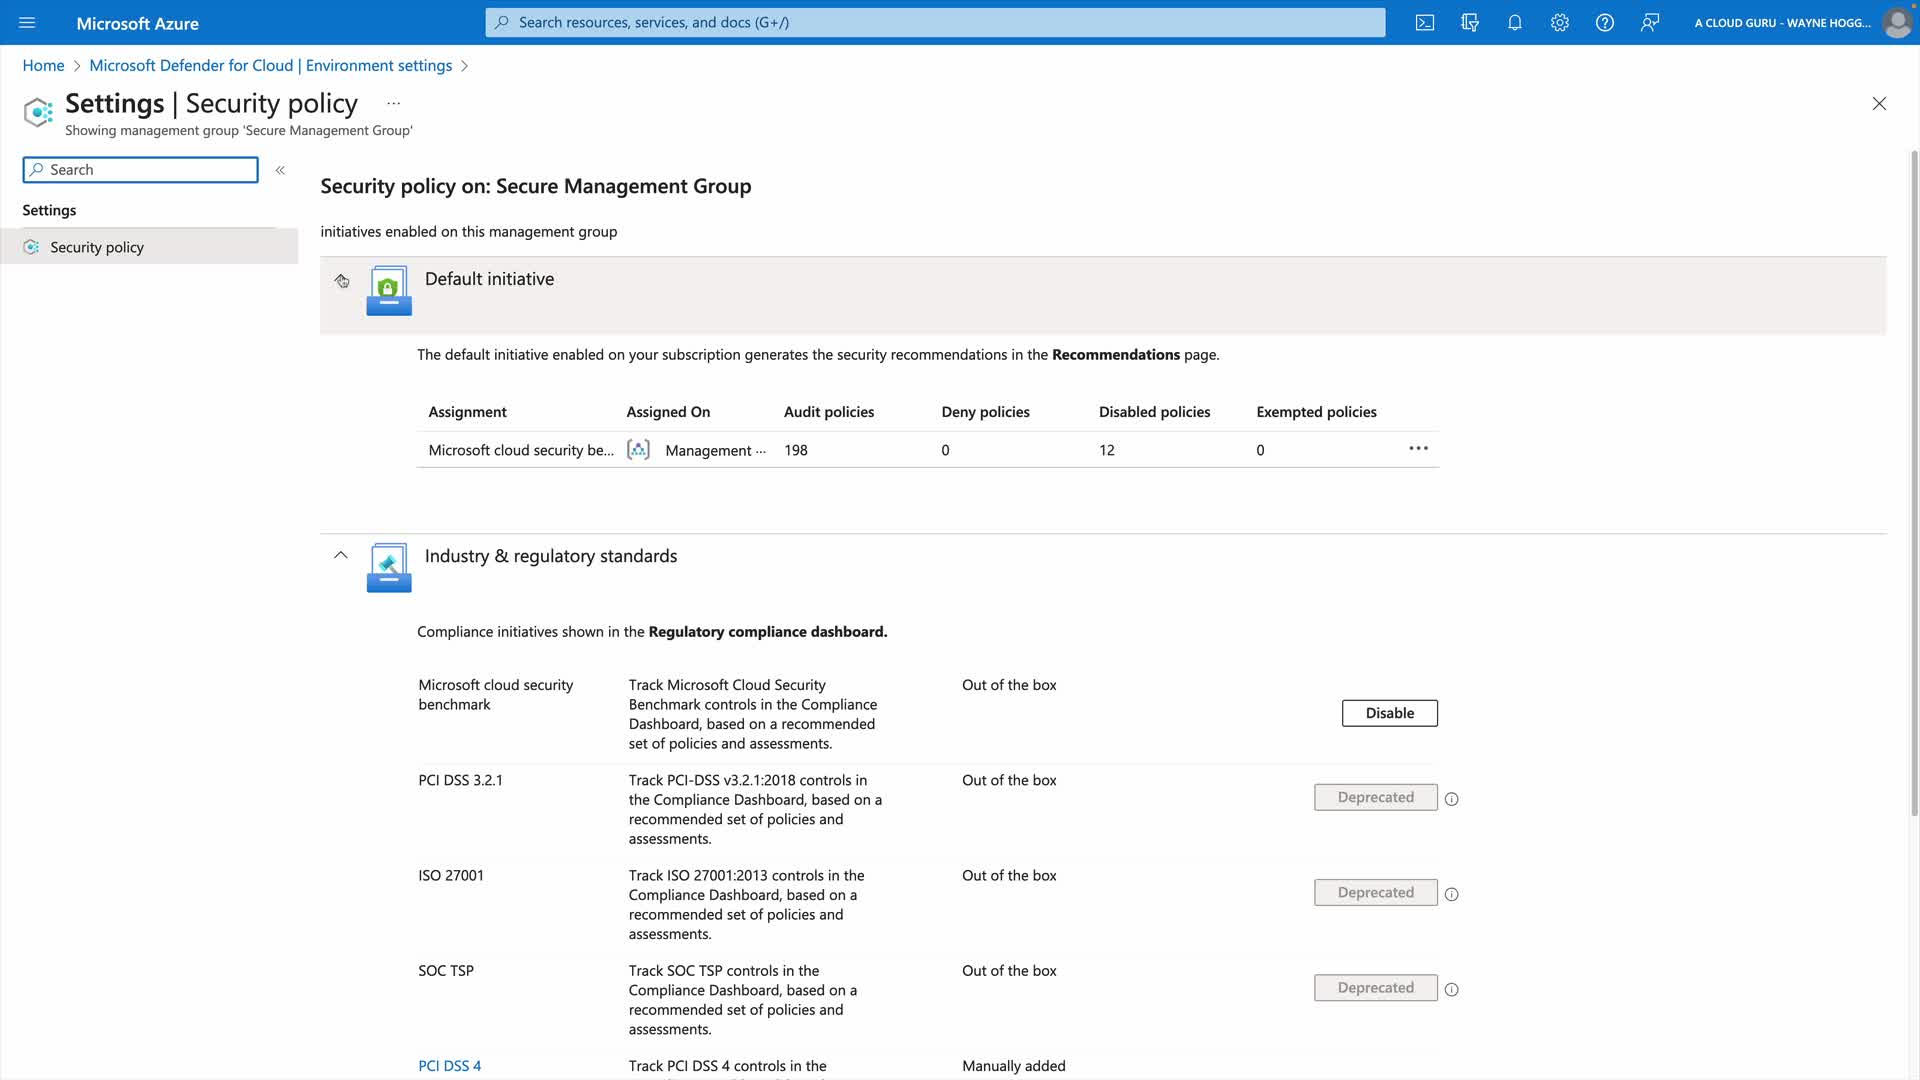 Microsoft Azure
Search resources, services, and docs (G+/)
A CLOUD GURU - WAYNE HOGG...
Home > Microsoft Defender for Cloud | Environment settings >
Settings | Security policy ...
Showing management group 'Secure Management Group'
Search
«
Settings
Security policy
Security policy on: Secure Management Group
initiatives enabled on this management group
Default initiative
The default initiative enabled on your subscription generates the security recommendations in the Recommendations page.
Assignment Assigned On Audit policies Deny policies Disabled policies Exempted policies
Microsoft cloud security be... Management ... 198 0 12 0 ...
Industry & regulatory standards
Compliance initiatives shown in the Regulatory compliance dashboard.
Microsoft cloud security
benchmark
Track Microsoft Cloud Security
Benchmark controls in the Compliance
Dashboard, based on a recommended
set of policies and assessments.
Out of the box
Disable
PCI DSS 3.2.1
Track PCI-DSS v3.2.1:2018 controls in
the Compliance Dashboard, based on a
recommended set of policies and
assessments.
Out of the box
Deprecated
ISO 27001
Track ISO 27001:2013 controls in the
Compliance Dashboard, based on a
recommended set of policies and
assessments.
Out of the box
Deprecated
SOC TSP
Track SOC TSP controls in the
Compliance Dashboard, based on a
recommended set of policies and
assessments.
Out of the box
Deprecated
PCI DSS 4
Track PCI DSS 4 controls in the
Manually added